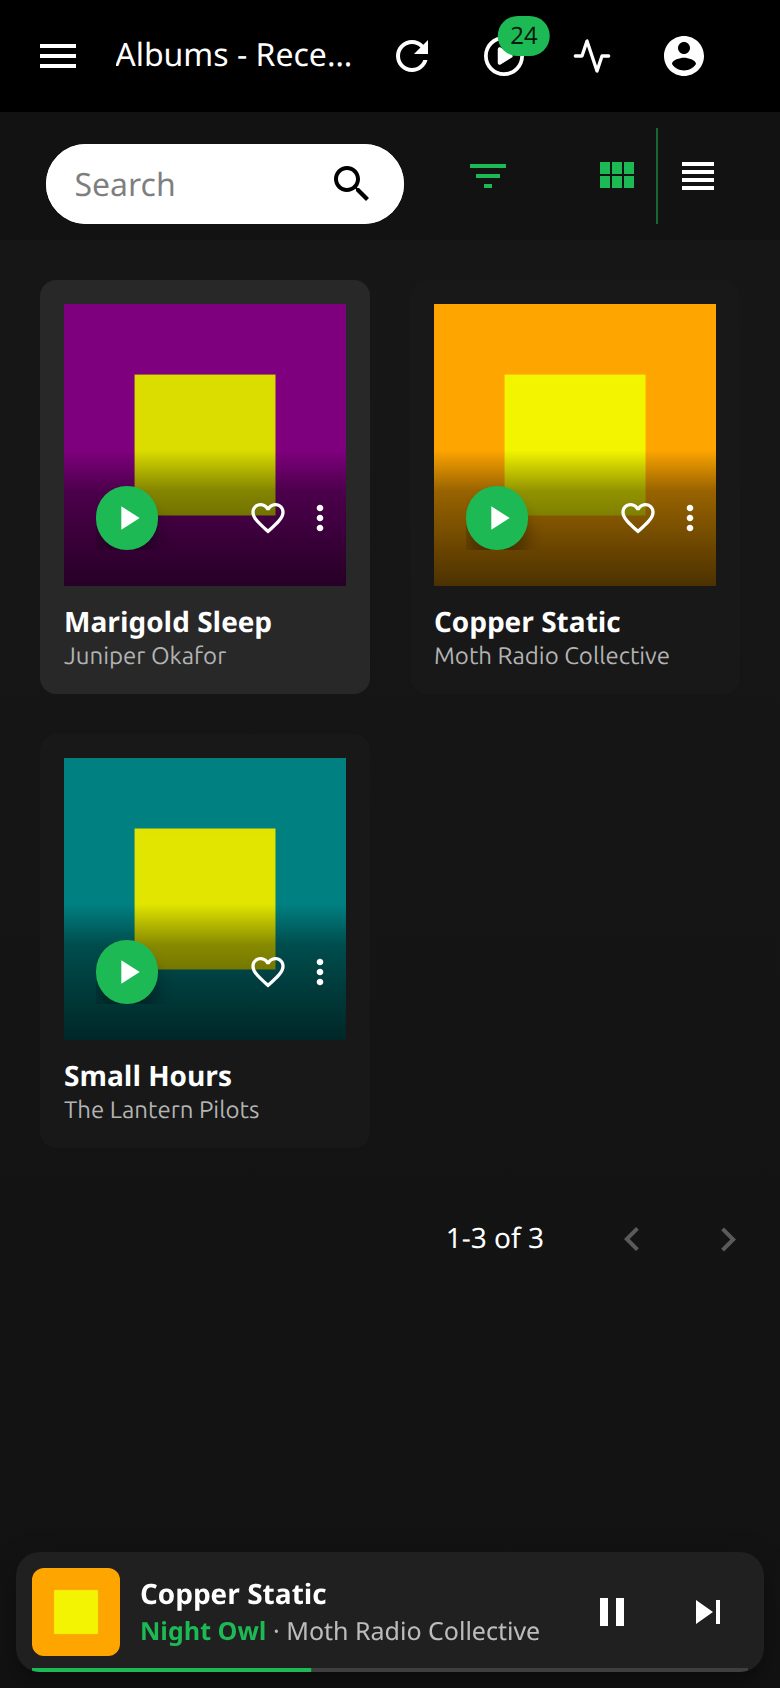 Albums - Rece...
24
Search
Marigold Sleep
Juniper Okafor
Copper Static
Moth Radio Collective
Small Hours
The Lantern Pilots
1-3 of 3
Copper Static
Night Owl · Moth Radio Collective